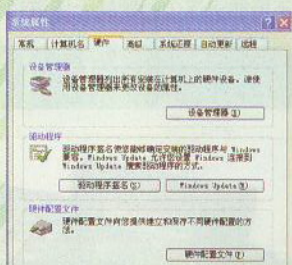 系统属性
常规 计算机名 硬件 高级 系统还原 自动更新 远程
设备管理器
设备管理器列出所有安装在计算机上的硬件设备。请使
用设备管理器来更改设备的属性。
设备管理器(D)
驱动程序
驱动程序签名使您能够确定安装的驱动程序与 Windows
兼容。Windows Update 允许您设置 Windows 连接到
Windows Update 搜索驱动程序的方式。
驱动程序签名(S) Windows Update(W)
硬件配置文件
硬件配置文件向您提供建立和保存不同硬件配置的方
法。
硬件配置文件(P)